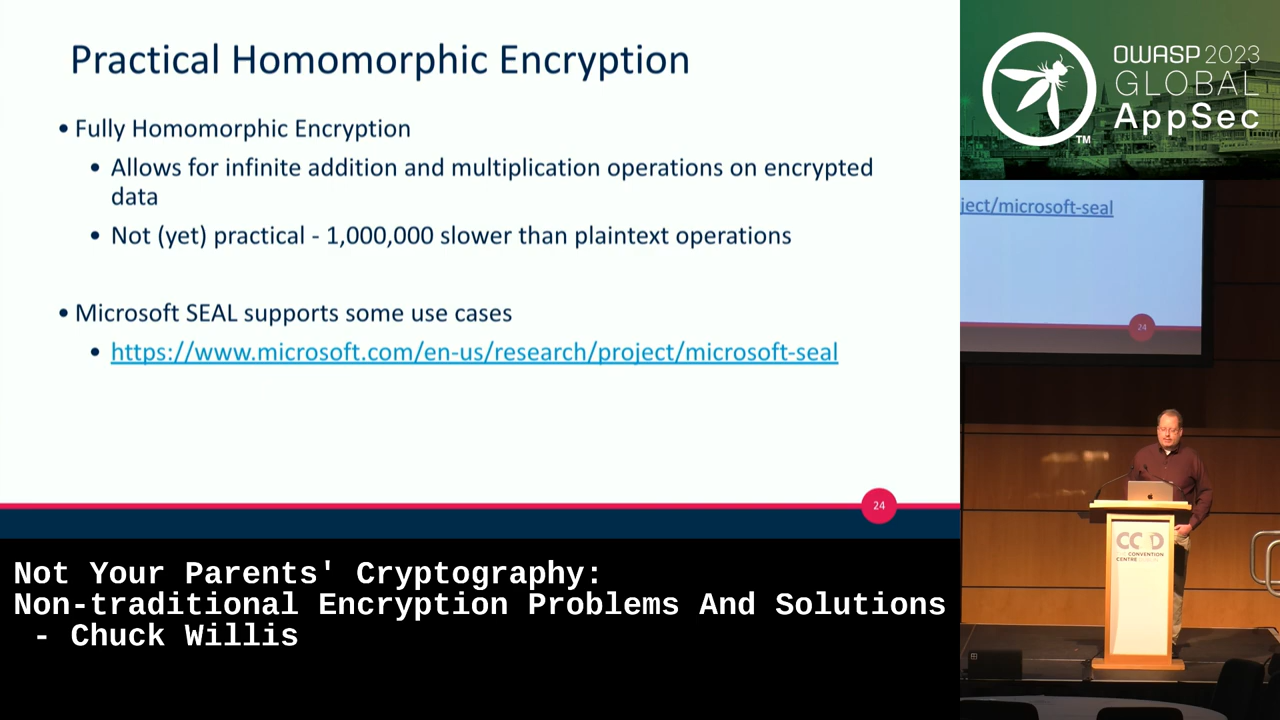 Practical Homomorphic Encryption
• Fully Homomorphic Encryption
• Allows for infinite addition and multiplication operations on encrypted
data
• Not (yet) practical - 1,000,000 slower than plaintext operations
• Microsoft SEAL supports some use cases
• https://www.microsoft.com/en-us/research/project/microsoft-seal
24
Not Your Parents' Cryptography:
Non-traditional Encryption Problems And Solutions
- Chuck Willis
OWASP 2023
GLOBAL
AppSec
TM
ject/microsoft-seal
24
CONVENTION
CENTRE